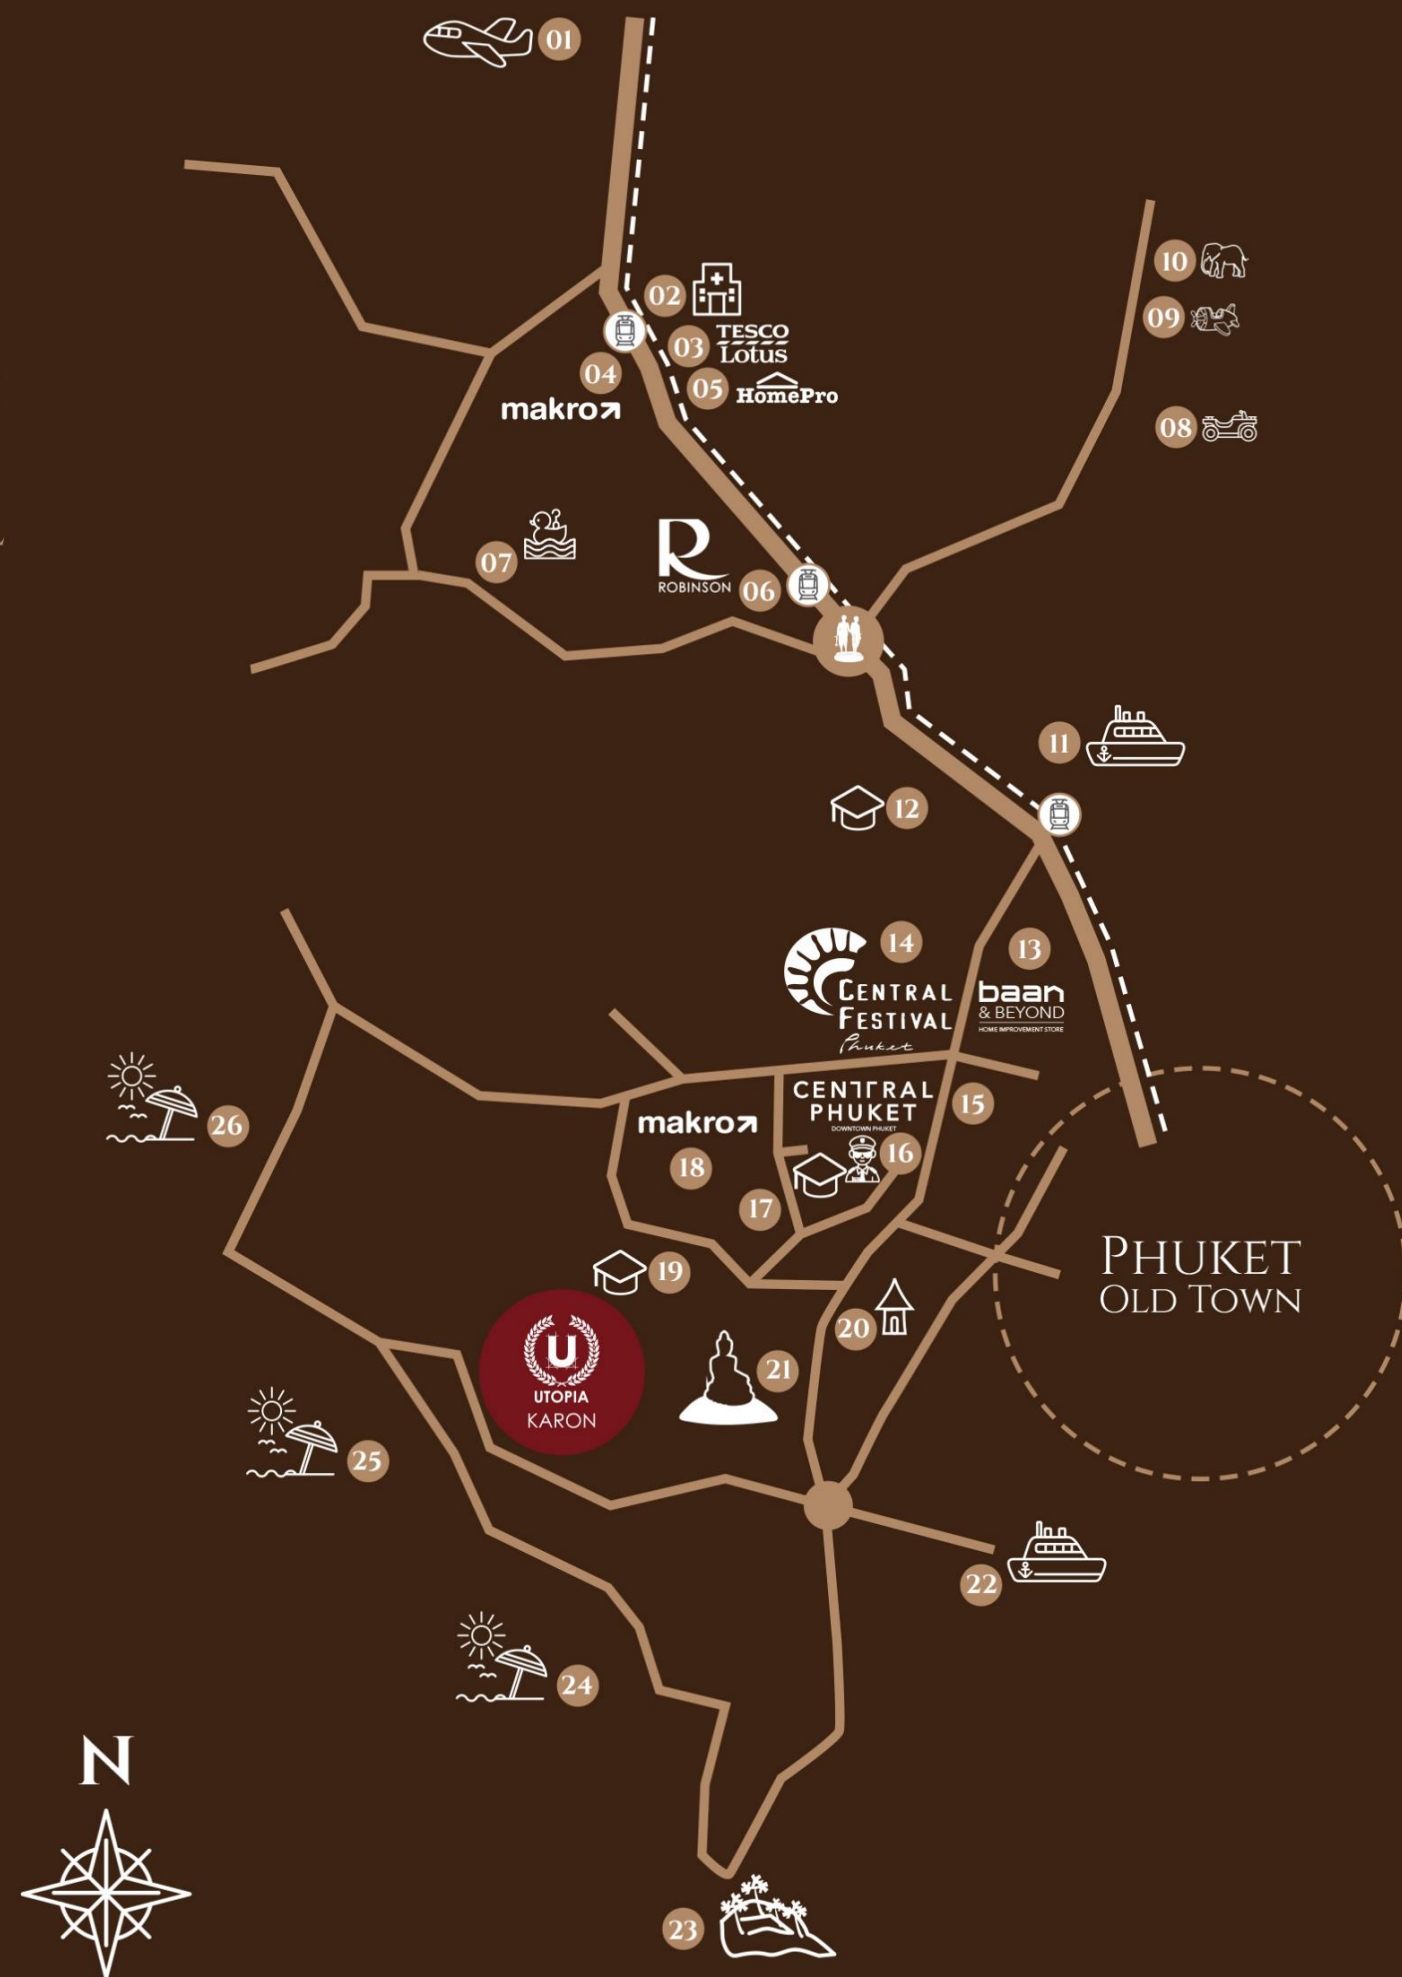 01
02
03
TESCO
Lotus
04
makro
05
HomePro
10
09
08
07
R
ROBINSON
06
11
12
14
CENTRAL
FESTIVAL
Phuket
13
baan
& BEYOND
HOME IMPROVEMENT STORE
CENTRAL
PHUKET
DOWNTOWN PHUKET
15
16
makro
18
17
26
19
PHUKET
OLD TOWN
20
21
U
UTOPIA
KARON
25
22
24
N
23